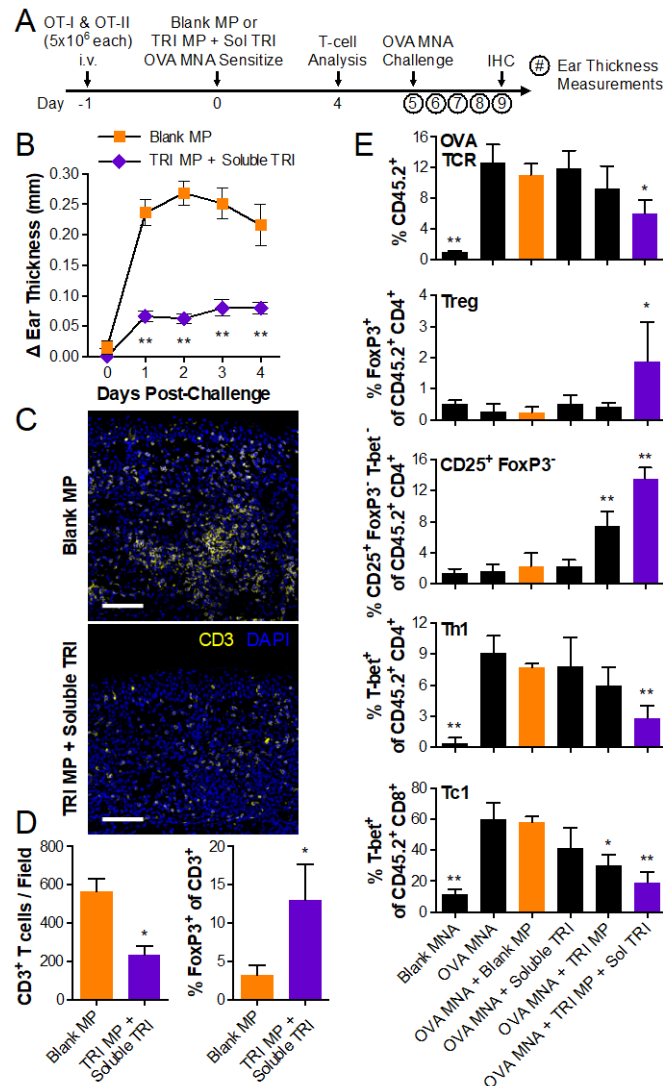 A
OT-I & OT-II
(5x10⁶ each)
i.v.
Blank MP or
TRI MP + Sol TRI
OVA MNA Sensitize
T-cell
Analysis
OVA MNA
Challenge
IHC
# Ear Thickness
Measurements
Day -1 0 4 5 6 7 8 9
B
Blank MP
TRI MP + Soluble TRI
Δ Ear Thickness (mm)
0.30
0.25
0.20
0.15
0.10
0.05
0.00
** ** ** **
0 1 2 3 4
Days Post-Challenge
C
Blank MP
CD3 DAPI
TRI MP + Soluble TRI
D
CD3⁺ T cells / Field
800
600
400
200
0
*
Blank MP
TRI MP +
Soluble TRI
% FoxP3⁺ of CD3⁺
20
15
10
5
0
*
Blank MP
TRI MP +
Soluble TRI
E
OVA
TCR
% CD45.2⁺
16
12
8
4
0
** *
Treg
% FoxP3⁺
of CD45.2⁺ CD4⁺
4
3
2
1
0
*
CD25⁺ FoxP3⁻
% CD25⁺ FoxP3⁻ T-bet⁻
of CD45.2⁺ CD4⁺
16
12
8
4
0
** **
Th1
% T-bet⁺
of CD45.2⁺ CD4⁺
12
9
6
3
0
** **
Tc1
% T-bet⁺
of CD45.2⁺ CD8⁺
80
60
40
20
0
** * **
Blank MNA
OVA MNA
OVA MNA + Blank MP
OVA MNA + Soluble TRI
OVA MNA + TRI MP
OVA MNA + TRI MP + Sol TRI